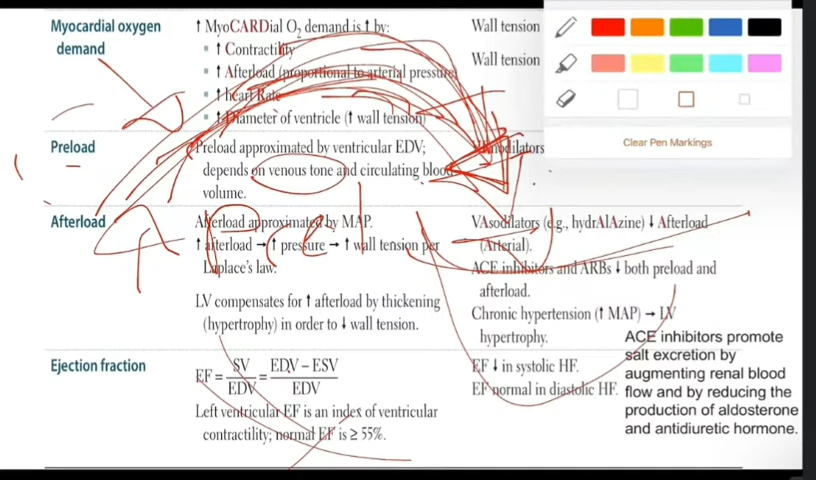 Myocardial oxygen
demand
↑ MyoCARDial O₂ demand is ↑ by:
▪ ↑ Contractility
▪ ↑ Afterload (proportional to arterial pressure)
▪ ↑ heart Rate
▪ ↑ Diameter of ventricle (↑ wall tension)
Wall tension
Wall tension
Preload
Preload approximated by ventricular EDV;
depends on venous tone and circulating blood
volume.
Afterload
Afterload approximated by MAP.
↑ afterload → ↑ pressure → ↑ wall tension per
Laplace's law.
LV compensates for ↑ afterload by thickening
(hypertrophy) in order to ↓ wall tension.
VAsodilators (e.g., hydrAlAzine) ↓ Afterload
(Arterial).
ACE inhibitors and ARBs ↓ both preload and
afterload.
Chronic hypertension (↑ MAP) → LV
hypertrophy.
Ejection fraction
EF = SV/EDV = EDV − ESV/EDV
Left ventricular EF is an index of ventricular
contractility; normal EF is ≥ 55%.
EF ↓ in systolic HF.
EF normal in diastolic HF.
ACE inhibitors promote
salt excretion by
augmenting renal blood
flow and by reducing the
production of aldosterone
and antidiuretic hormone.
Clear Pen Markings